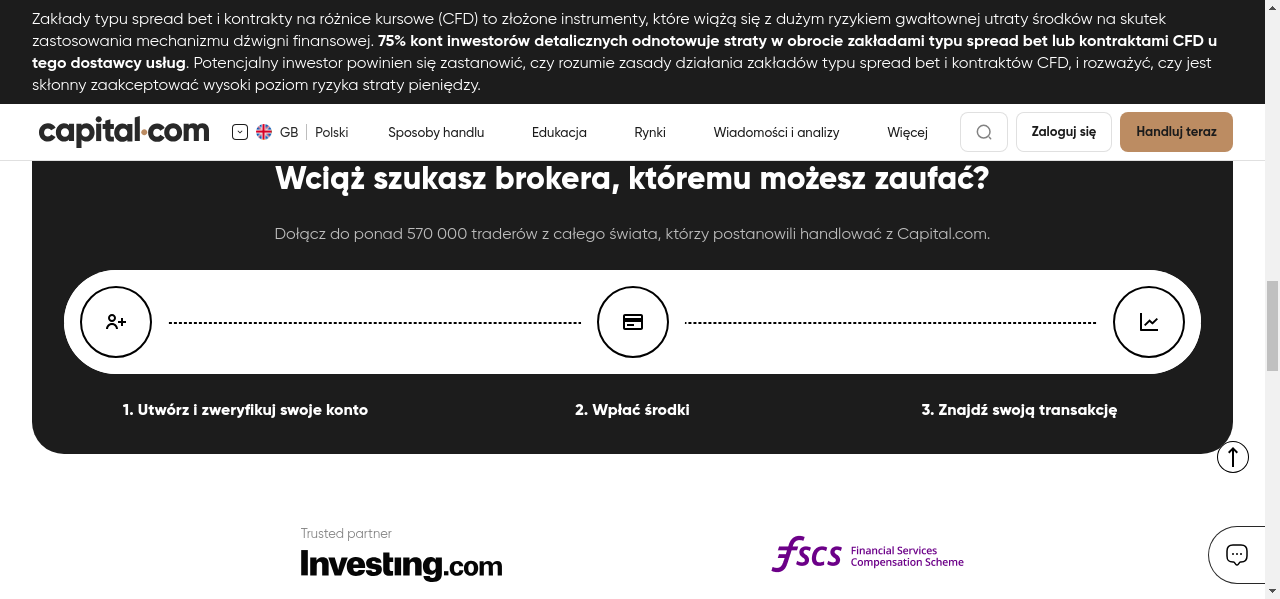 Zakłady typu spread bet i kontrakty na różnice kursowe (CFD) to złożone instrumenty, które wiążą się z dużym ryzykiem gwałtownej utraty środków na skutek
zastosowania mechanizmu dźwigni finansowej. 75% kont inwestorów detalicznych odnotowuje straty w obrocie zakładami typu spread bet lub kontraktami CFD u
tego dostawcy usług. Potencjalny inwestor powinien się zastanowić, czy rozumie zasady działania zakładów typu spread bet i kontraktów CFD, i rozważyć, czy jest
skłonny zaakceptować wysoki poziom ryzyka straty pieniędzy.
capital.com GB Polski Sposoby handlu Edukacja Rynki Wiadomości i analizy Więcej Zaloguj się Handluj teraz
Wciąż szukasz brokera, któremu możesz zaufać?
Dołącz do ponad 570 000 traderów z całego świata, którzy postanowili handlować z Capital.com.
1. Utwórz i zweryfikuj swoje konto 2. Wpłać środki 3. Znajdź swoją transakcję
Trusted partner
Investing.com
fscs Financial Services
Compensation Scheme